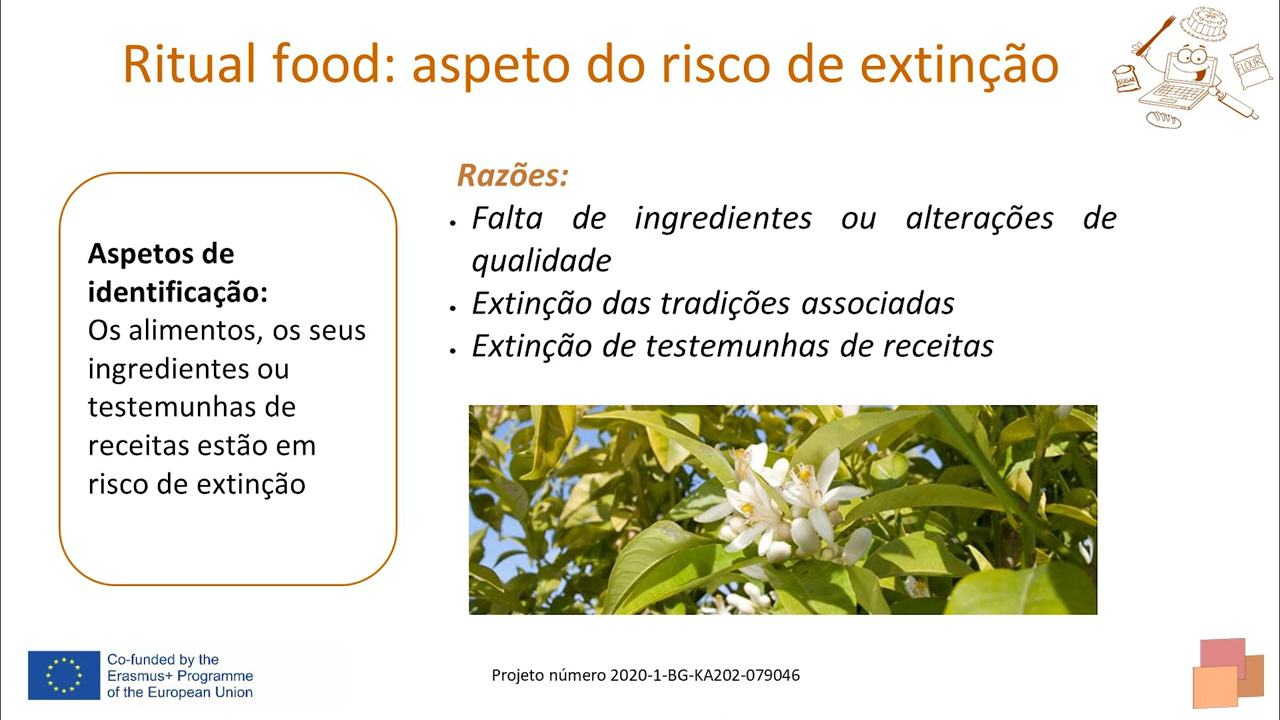 Ritual food: aspeto do risco de extinção
SUGAR
FLOUR
Aspetos de
identificação:
Os alimentos, os seus
ingredientes ou
testemunhas de
receitas estão em
risco de extinção
Razões:
• Falta de ingredientes ou alterações de
qualidade
• Extinção das tradições associadas
• Extinção de testemunhas de receitas
Co-funded by the
Erasmus+ Programme
of the European Union
Projeto número 2020-1-BG-KA202-079046